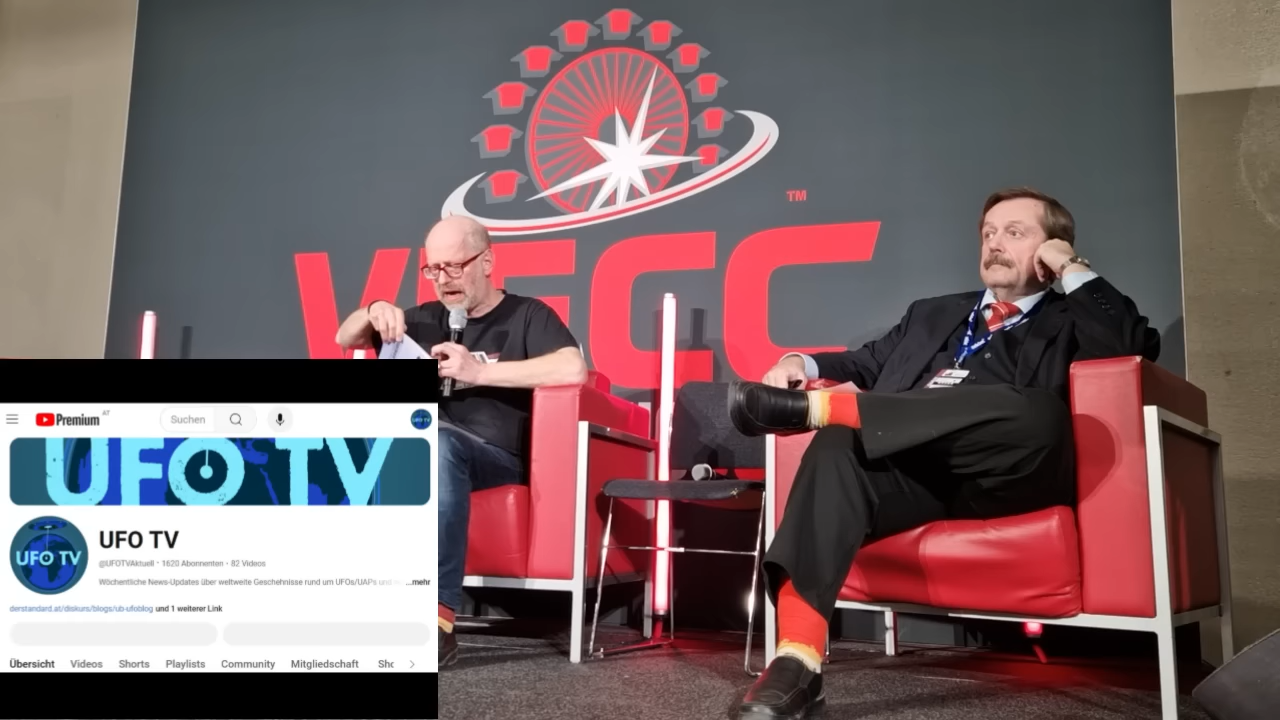 TM
VIECC
Premium AT
Suchen
UFO TV
UFO TV
UFO TV
@UFOTVAktuell · 1620 Abonnenten · 82 Videos
Wöchentliche News-Updates über weltweite Geschehnisse rund um UFOs/UAPs und ...mehr
derstandard.at/diskurs/blogs/ub-ufoblog und 1 weiterer Link
Übersicht Videos Shorts Playlists Community Mitgliedschaft Sho